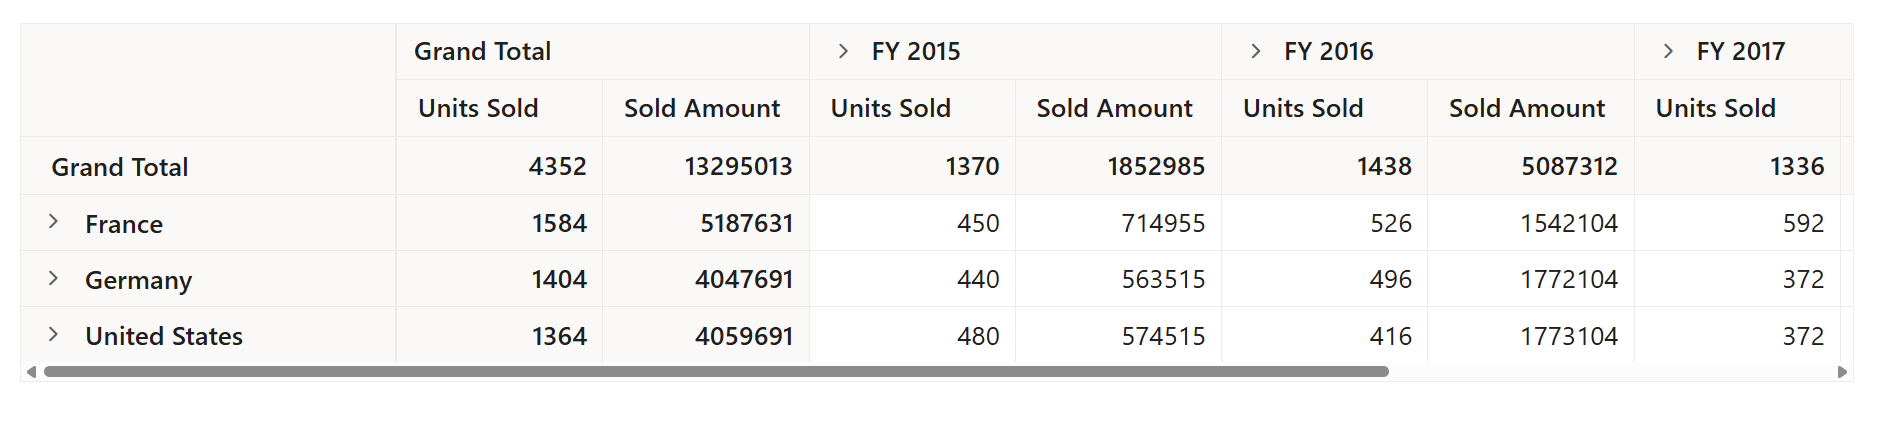 Grand Total FY 2015 FY 2016 FY 2017
Units Sold Sold Amount Units Sold Sold Amount Units Sold Sold Amount Units Sold
Grand Total 4352 13295013 1370 1852985 1438 5087312 1336
France 1584 5187631 450 714955 526 1542104 592
Germany 1404 4047691 440 563515 496 1772104 372
United States 1364 4059691 480 574515 416 1773104 372